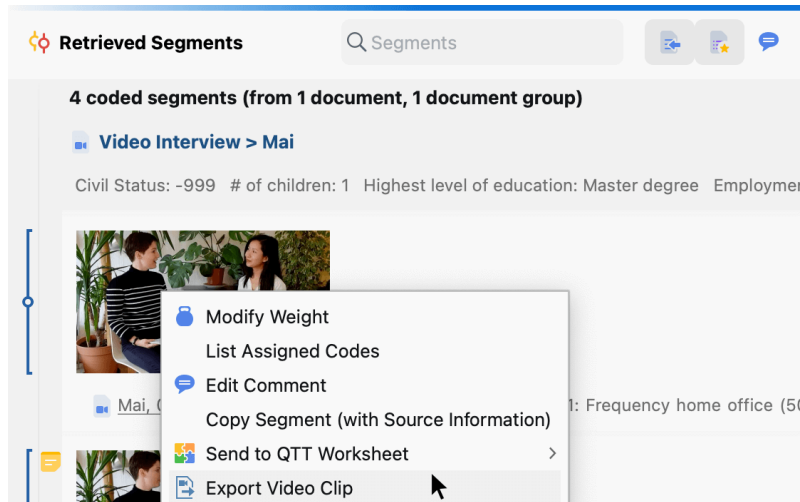 Retrieved Segments
Segments
4 coded segments (from 1 document, 1 document group)
Video Interview > Mai
Civil Status: -999 # of children: 1 Highest level of education: Master degree
Modify Weight
List Assigned Codes
Edit Comment
Mai, 1: Frequency home office
Copy Segment (with Source Information)
Send to QTT Worksheet
Export Video Clip